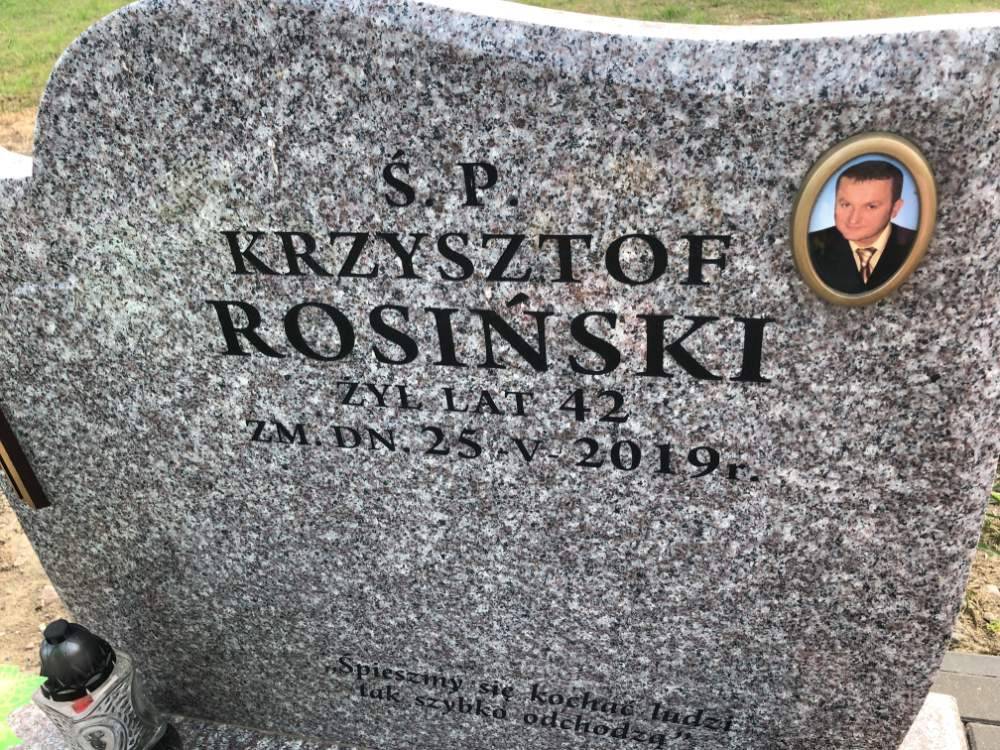 Ś. P.
KRZYSZTOF
ROSIŃSKI
ŻYŁ LAT 42
ZM. DN. 25-V-2019r.
„Spieszmy się kochać ludzi
tak szybko odchodzą”